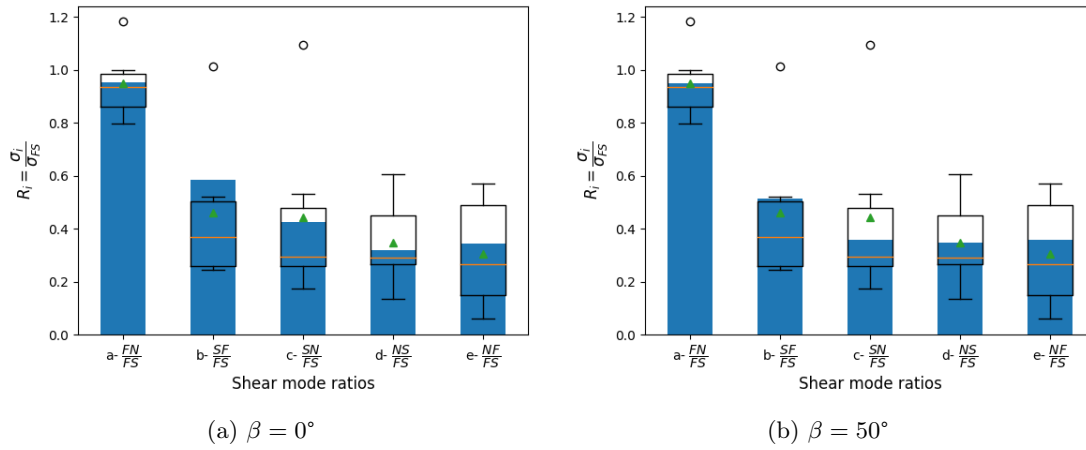 1.2
1.0
0.8
0.6
0.4
0.2
0.0
R_i = σ_i/σ_FS
a- FN/FS
b- SF/FS
c- SN/FS
d- NS/FS
e- NF/FS
Shear mode ratios
(a) β = 0°
1.2
1.0
0.8
0.6
0.4
0.2
0.0
R_i = σ_i/σ_FS
a- FN/FS
b- SF/FS
c- SN/FS
d- NS/FS
e- NF/FS
Shear mode ratios
(b) β = 50°